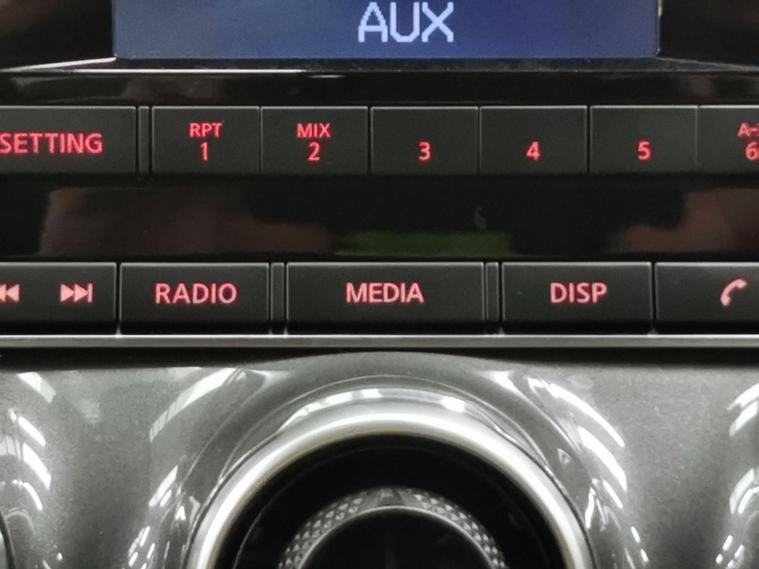 AUX
SETTING
RPT
1
MIX
2
3
4
5
6
RADIO
MEDIA
DISP